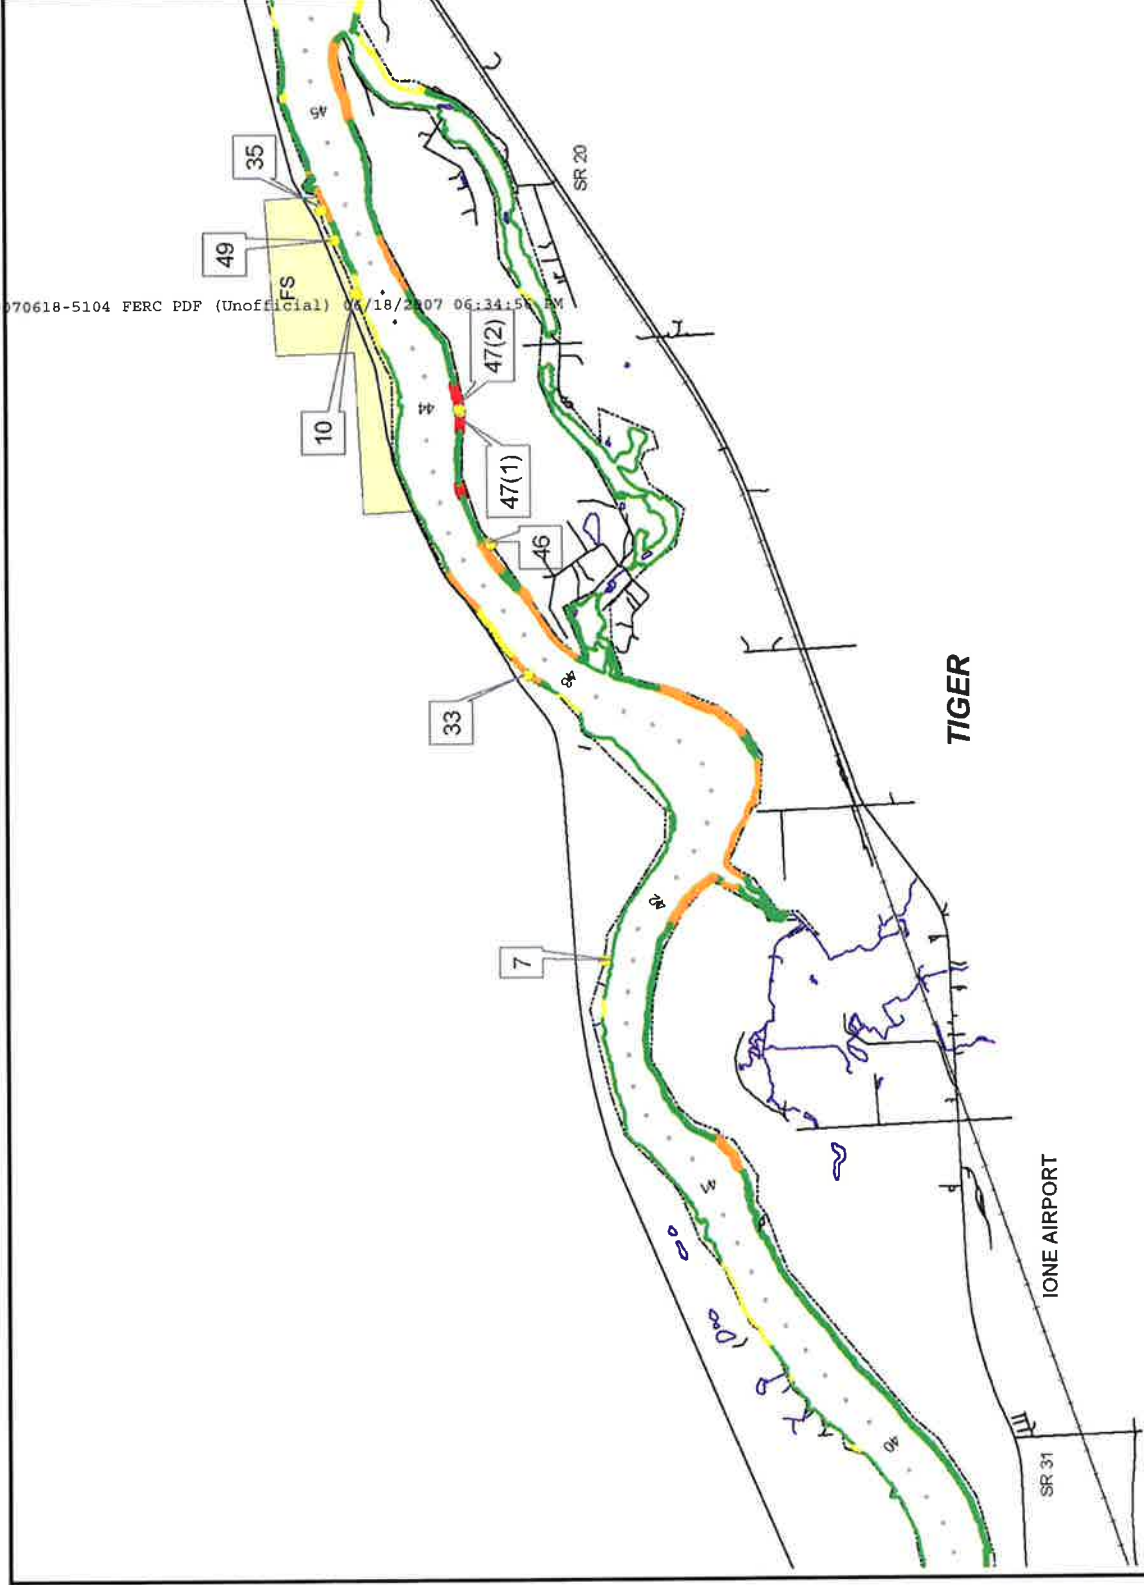 070618-5104 FERC PDF (Unofficial) 06/18/2007 06:34:56 PM
45
35
49
FS
SR 20
10
44
47(2)
47(1)
46
43
33
TIGER
42
7
41
IONE AIRPORT
40
SR 31